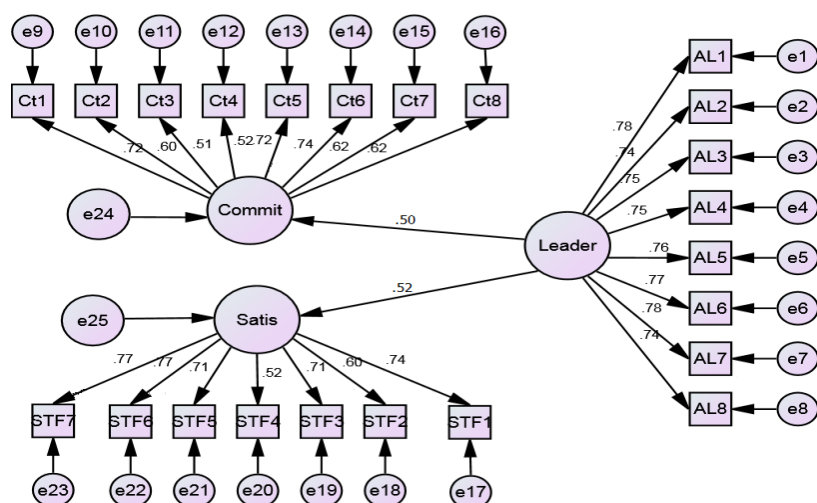 e9 e10 e11 e12 e13 e14 e15 e16
Ct1 Ct2 Ct3 Ct4 Ct5 Ct6 Ct7 Ct8
.72 .60 .51 .52 .72 .74 .62 .62
e24 Commit
.50
e25 Satis
.52
.77 .77 .71 .52 .71 .60 .74
STF7 STF6 STF5 STF4 STF3 STF2 STF1
e23 e22 e21 e20 e19 e18 e17
Leader
.78 AL1 e1
.74 AL2 e2
.75 AL3 e3
.75 AL4 e4
.76 AL5 e5
.77 AL6 e6
.78 AL7 e7
.74 AL8 e8